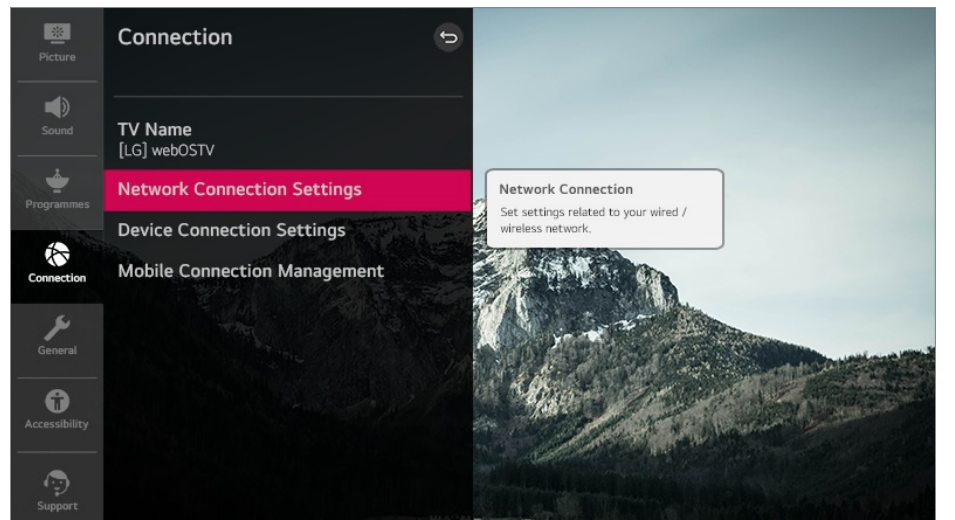 Picture
Sound
Programmes
Connection
General
Accessibility
Support
Connection
TV Name
[LG] webOSTV
Network Connection Settings
Device Connection Settings
Mobile Connection Management
Network Connection
Set settings related to your wired /
wireless network.